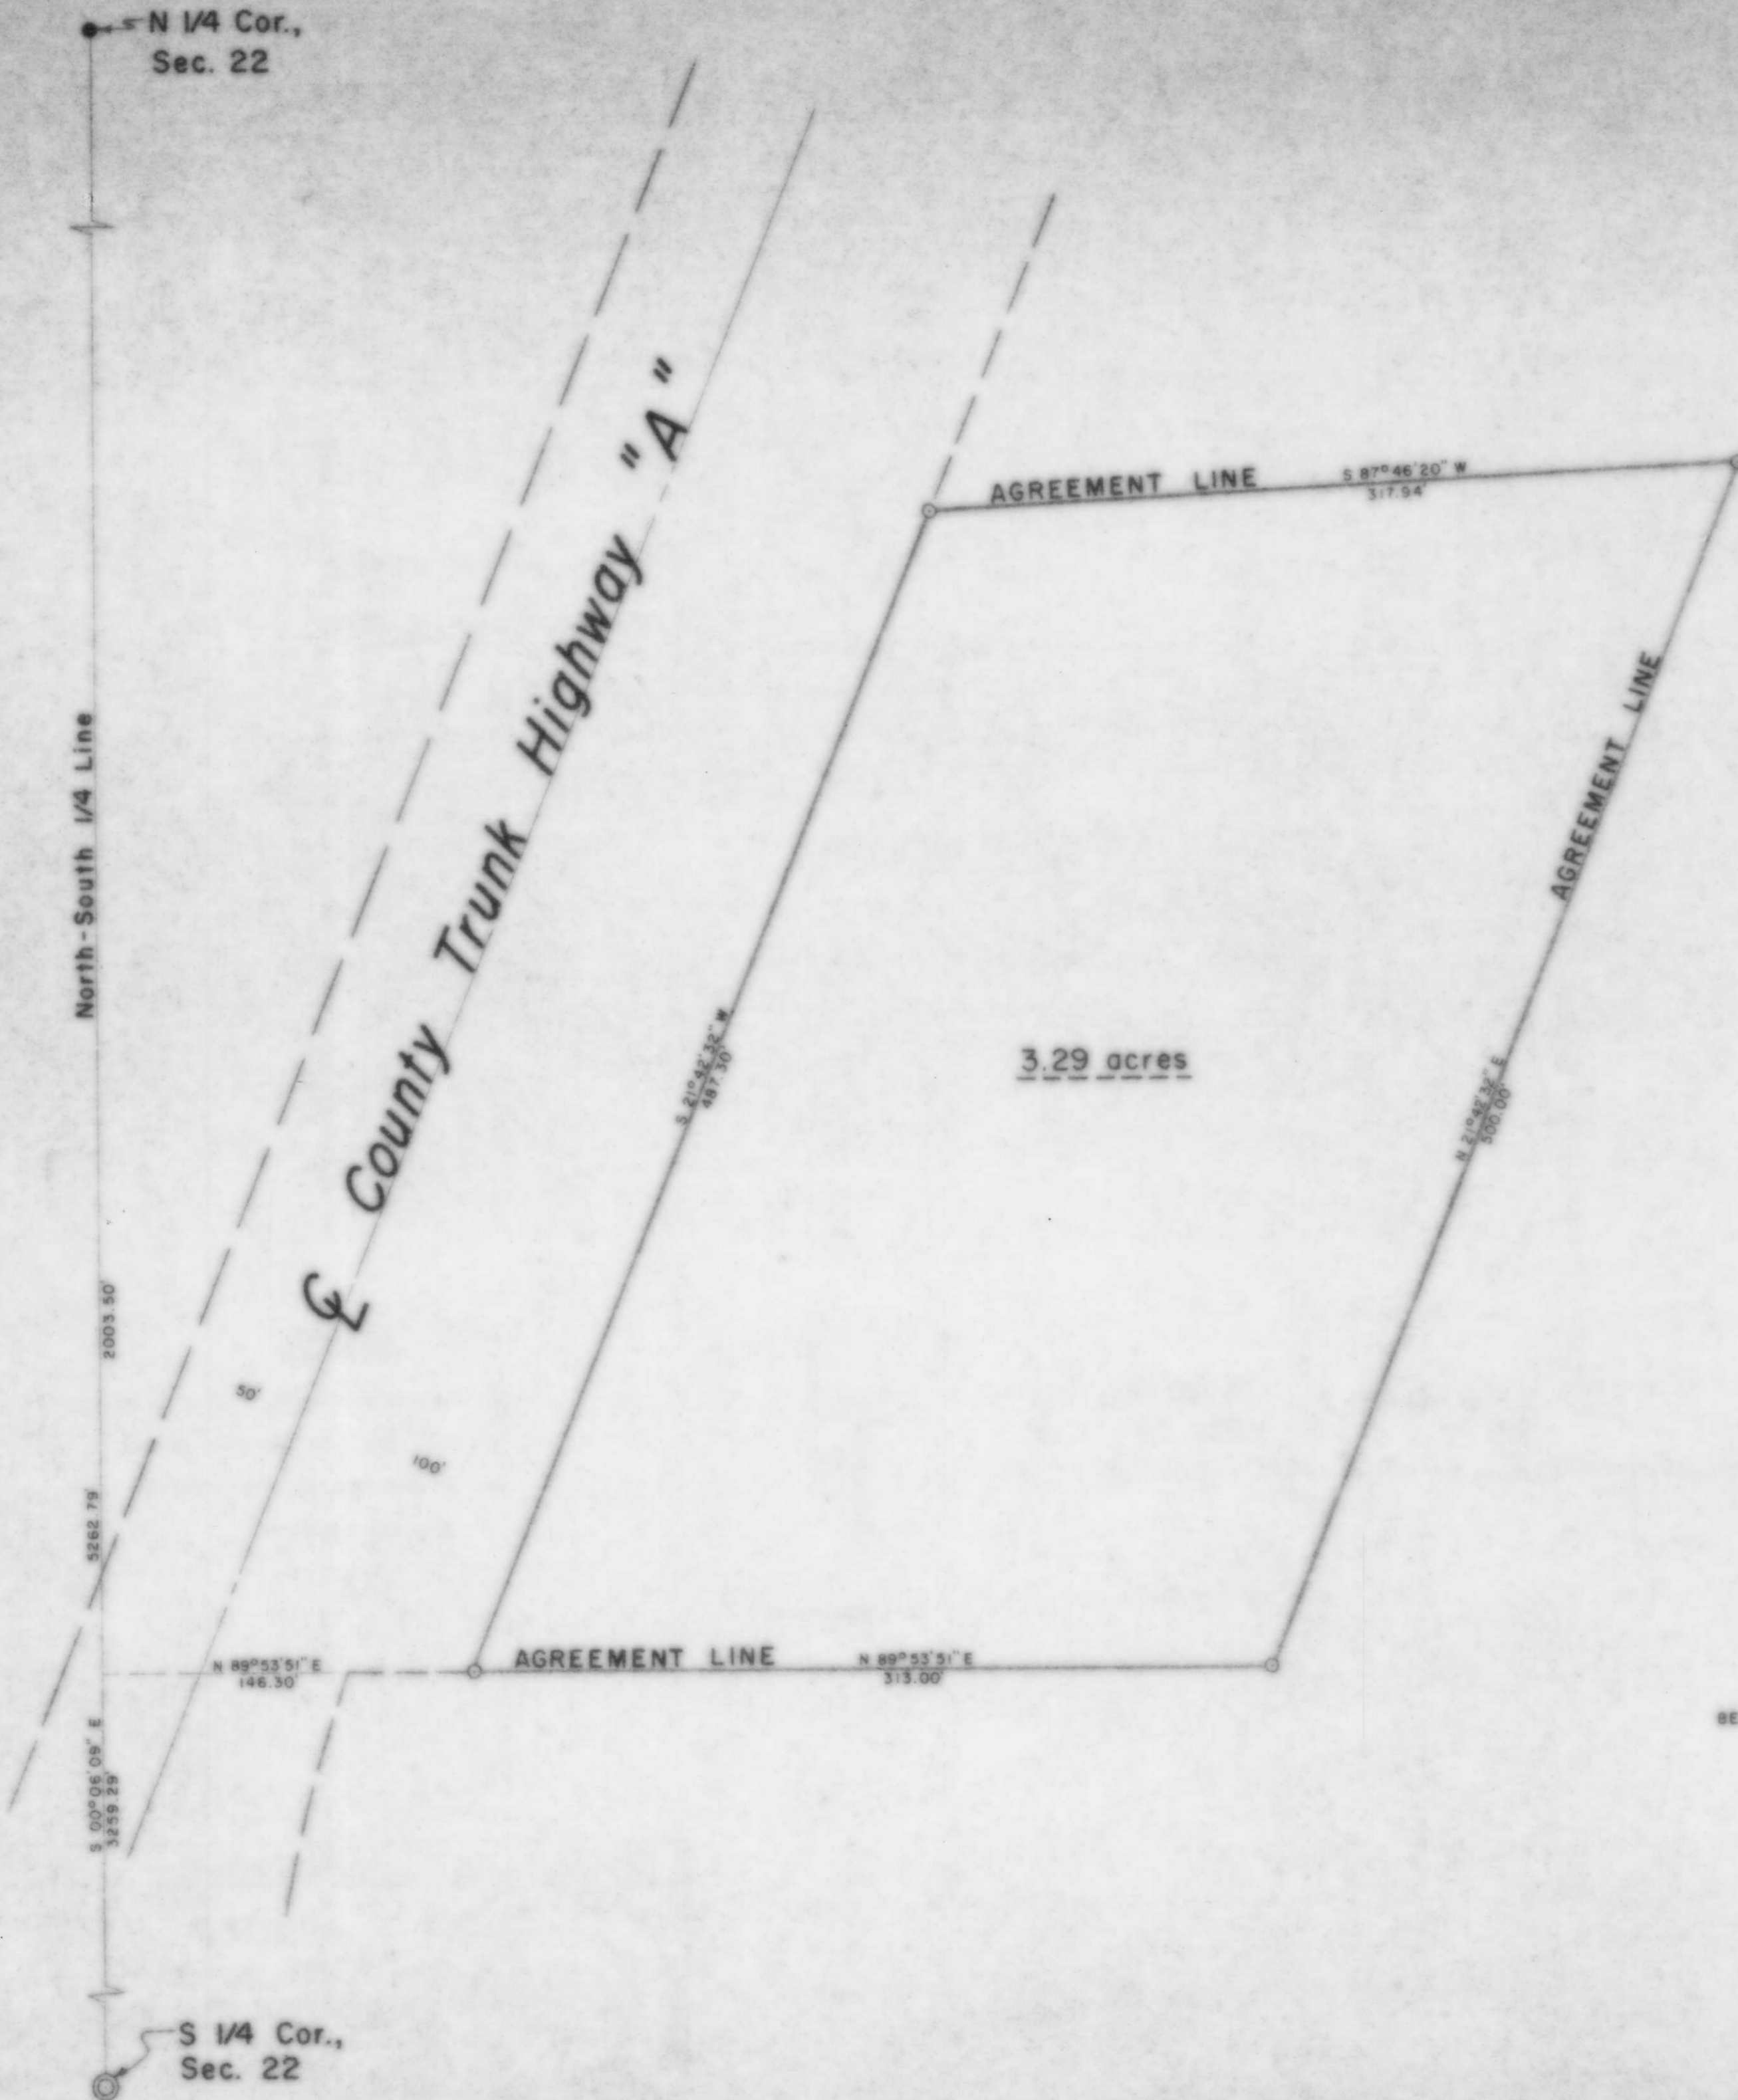 N 1/4 Cor.,
Sec. 22
AGREEMENT LINE
S 87°46'20" W
317.94'
℄ County Trunk Highway "A"
North-South 1/4 Line
AGREEMENT LINE
S 21°42'32" W
487.30'
3.29 acres
N 21°42'32" E
500.00'
2003.50'
50'
100'
5262.79'
N 89°53'51" E
146.30'
AGREEMENT LINE
N 89°53'51" E
313.00'
BE
S 00°06'09" E
3259.29'
S 1/4 Cor.,
Sec. 22